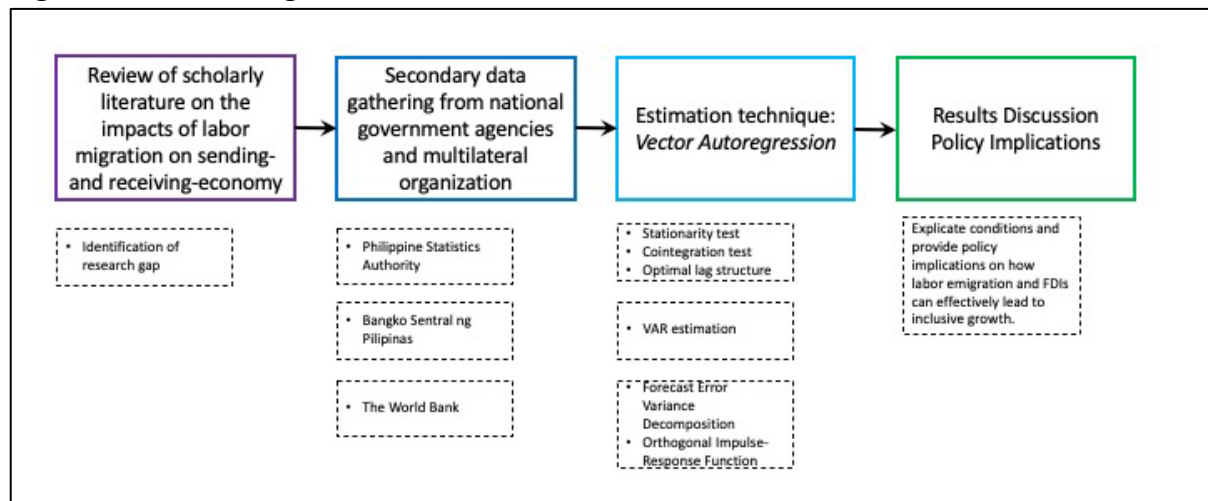 Review of scholarly
literature on the
impacts of labor
migration on sending-
and receiving-economy
Secondary data
gathering from national
government agencies
and multilateral
organization
Estimation technique:
Vector Autoregression
Results Discussion
Policy Implications
• Identification of
research gap
• Philippine Statistics
Authority
• Bangko Sentral ng
Pilipinas
• The World Bank
• Stationarity test
• Cointegration test
• Optimal lag structure
• VAR estimation
• Forecast Error
Variance
Decomposition
• Orthogonal Impulse-
Response Function
Explicate conditions and
provide policy
implications on how
labor emigration and FDIs
can effectively lead to
inclusive growth.